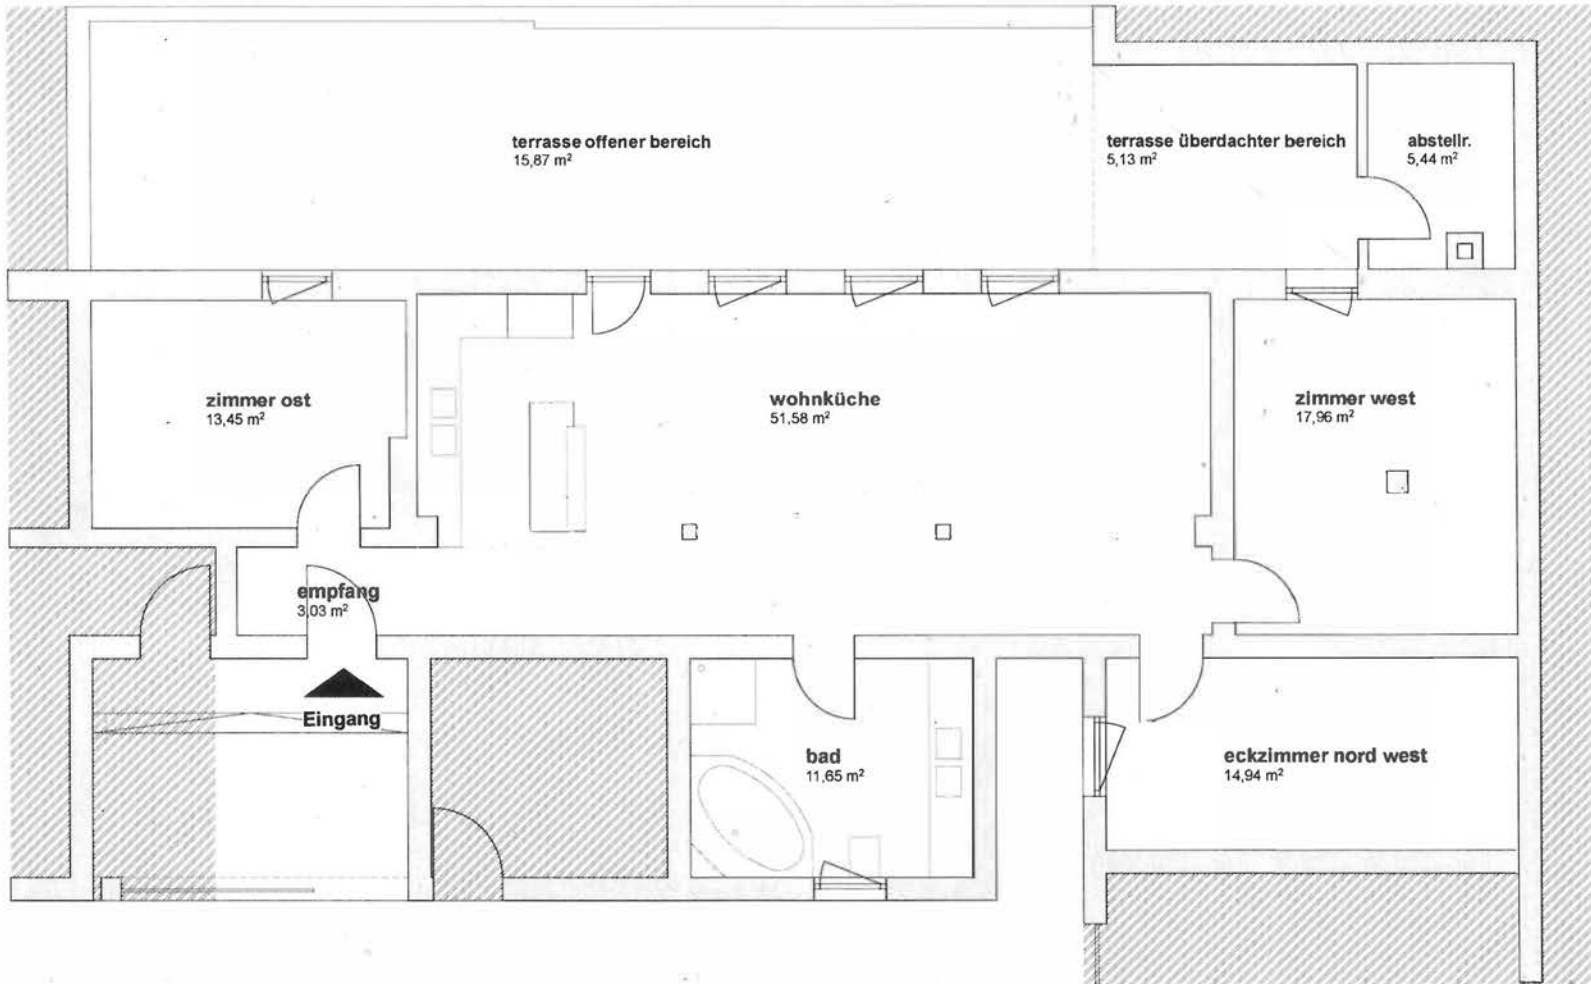 terrasse offener bereich
15,87 m²
terrasse überdachter bereich
5,13 m²
abstellr.
5,44 m²
zimmer ost
13,45 m²
wohnküche
51,58 m²
zimmer west
17,96 m²
empfang
3,03 m²
Eingang
bad
11,65 m²
eckzimmer nord west
14,94 m²